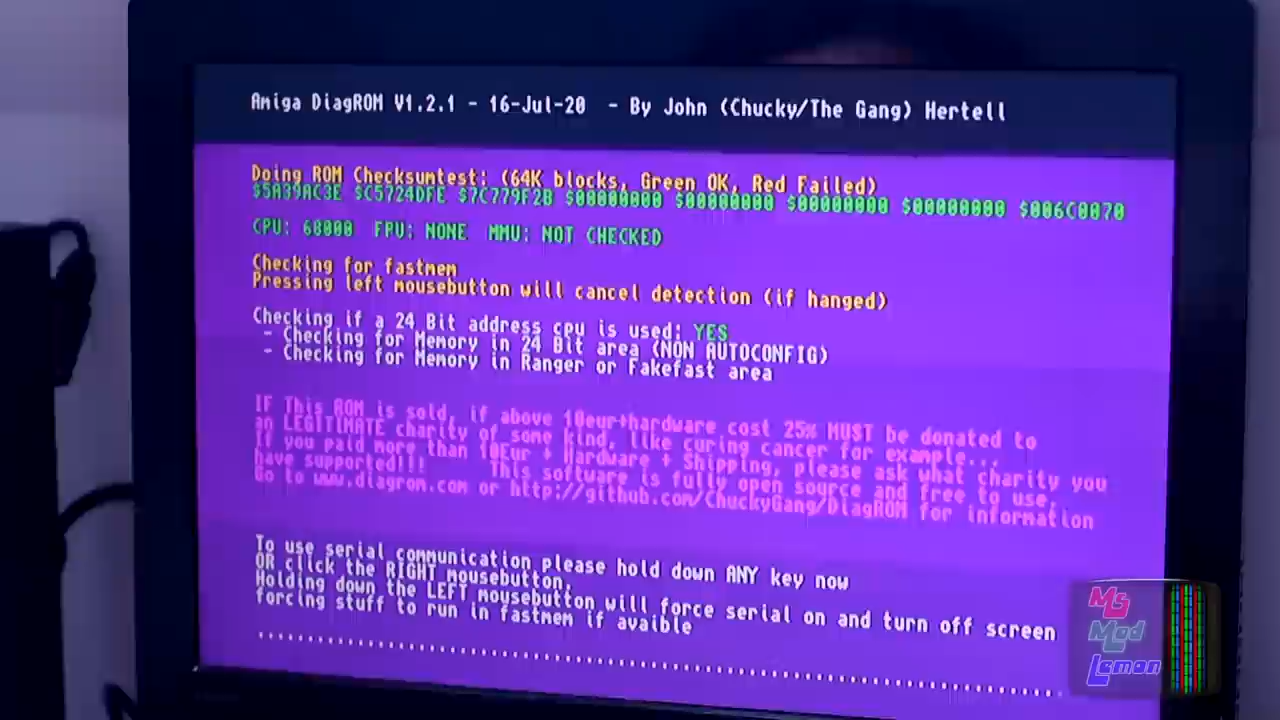 Amiga DiagROM V1.2.1 - 16-Jul-20 - By John (Chucky/The Gang) Hertell
Doing ROM Checksumtest: (64K blocks, Green OK, Red Failed)
$5A39AC3E $C5724DFE $7C779F2B $00000000 $00000000 $00000000 $00000000 $006C0070
CPU: 68000 FPU: NONE MMU: NOT CHECKED
Checking for fastmem
Pressing left mousebutton will cancel detection (if hanged)
Checking if a 24 Bit address cpu is used: YES
- Checking for Memory in 24 Bit area (NON AUTOCONFIG)
- Checking for Memory in Ranger or Fakefast area
IF This ROM is sold, if above 10eur+hardware cost 25% MUST be donated to
an LEGITIMATE charity of some kind, like curing cancer for example...
If you paid more than 10Eur + Hardware + Shipping, please ask what charity you
have supported!!! This software is fully open source and free to use.
Go to www.diagrom.com or http://github.com/ChuckyGang/DiagROM for information
To use serial communication please hold down ANY key now
OR click the RIGHT mousebutton.
Holding down the LEFT mousebutton will force serial on and turn off screen
forcing stuff to run in fastmem if avaible
................................................................................
Ms
Mad
Lemon